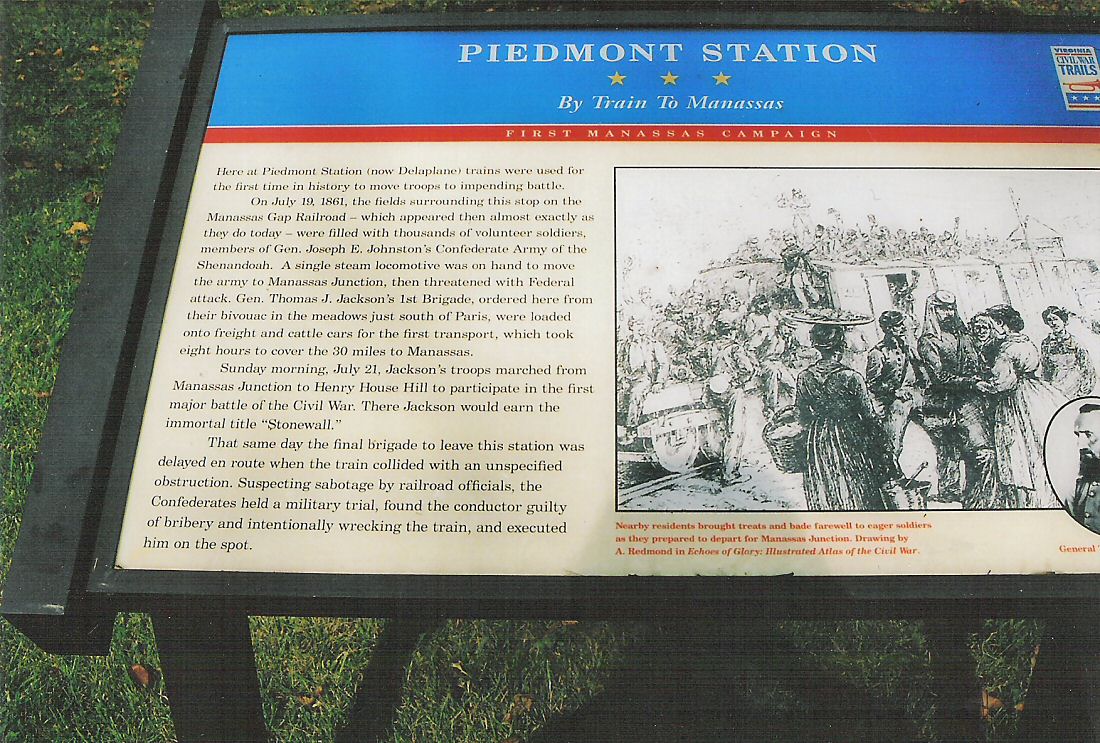 PIEDMONT STATION
By Train To Manassas
VIRGINIA
CIVIL WAR
TRAILS
FIRST MANASSAS CAMPAIGN
Here at Piedmont Station (now Delaplane) trains were used for
the first time in history to move troops to impending battle.
On July 19, 1861, the fields surrounding this stop on the
Manassas Gap Railroad – which appeared then almost exactly as
they do today – were filled with thousands of volunteer soldiers,
members of Gen. Joseph E. Johnston's Confederate Army of the
Shenandoah. A single steam locomotive was on hand to move
the army to Manassas Junction, then threatened with Federal
attack. Gen. Thomas J. Jackson's 1st Brigade, ordered here from
their bivouac in the meadows just south of Paris, were loaded
onto freight and cattle cars for the first transport, which took
eight hours to cover the 30 miles to Manassas.
Sunday morning, July 21, Jackson's troops marched from
Manassas Junction to Henry House Hill to participate in the first
major battle of the Civil War. There Jackson would earn the
immortal title "Stonewall."
That same day the final brigade to leave this station was
delayed en route when the train collided with an unspecified
obstruction. Suspecting sabotage by railroad officials, the
Confederates held a military trial, found the conductor guilty
of bribery and intentionally wrecking the train, and executed
him on the spot.
Nearby residents brought treats and bade farewell to eager soldiers
as they prepared to depart for Manassas Junction. Drawing by
A. Redmond in Echoes of Glory: Illustrated Atlas of the Civil War.
General